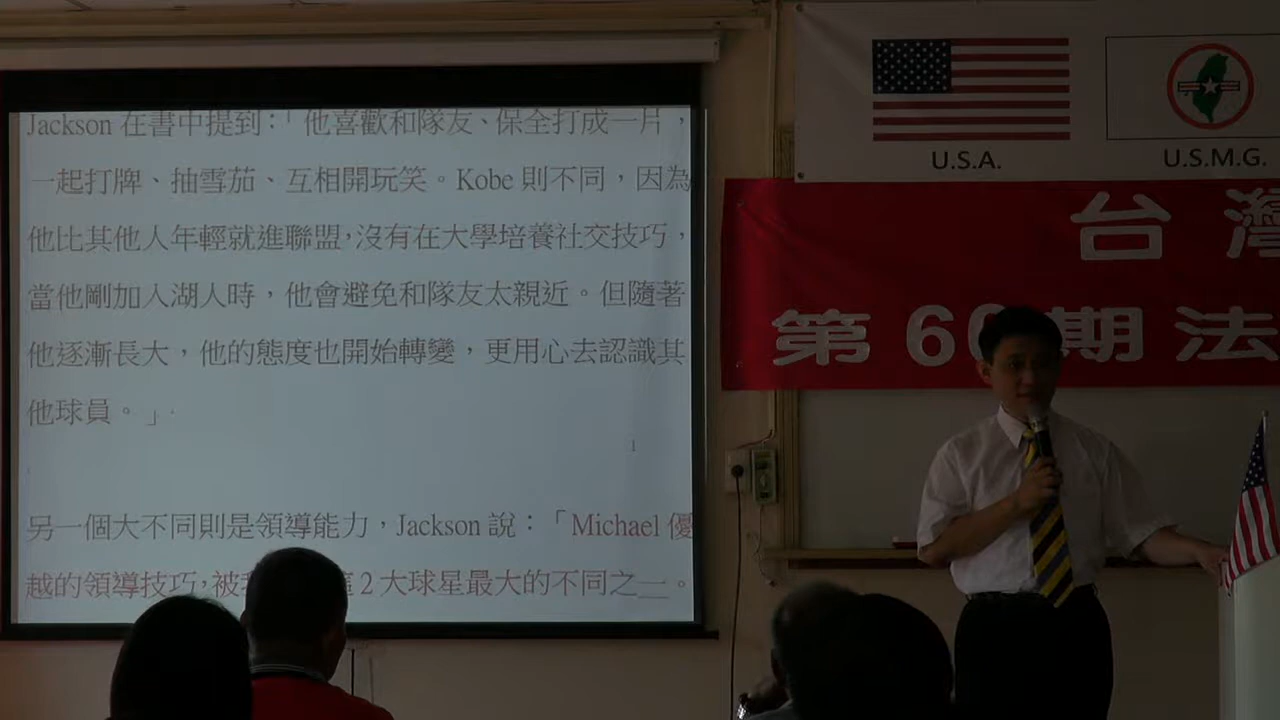 Jackson 在書中提到：「他喜歡和隊友、保全打成一片，
一起打牌、抽雪茄、互相開玩笑。Kobe 則不同，因為
他比其他人年輕就進聯盟，沒有在大學培養社交技巧，
當他剛加入湖人時，他會避免和隊友太親近。但隨著
他逐漸長大，他的態度也開始轉變，更用心去認識其
他球員。」
另一個大不同則是領導能力，Jackson 說：「Michael 優
越的領導技巧，被 2 大球星最大的不同之一。
U.S.A.
U.S.M.G.
台灣
第 60 期 法